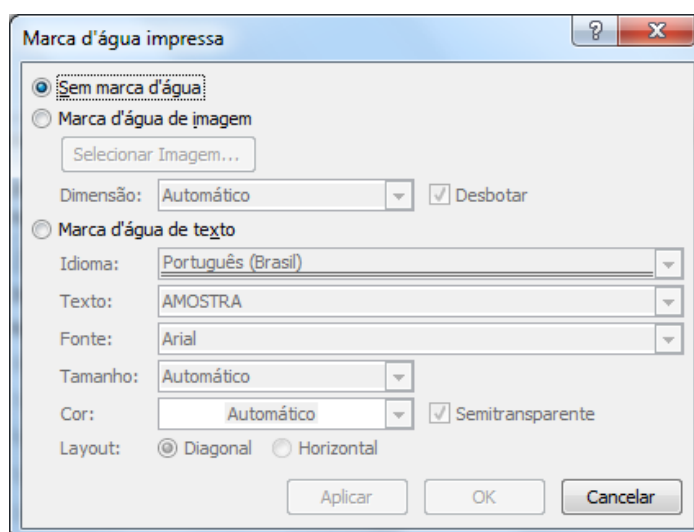 Marca d'água impressa
Sem marca d'água
Marca d'água de imagem
Selecionar Imagem...
Dimensão: Automático Desbotar
Marca d'água de texto
Idioma: Português (Brasil)
Texto: AMOSTRA
Fonte: Arial
Tamanho: Automático
Cor: Automático Semitransparente
Layout: Diagonal Horizontal
Aplicar OK Cancelar